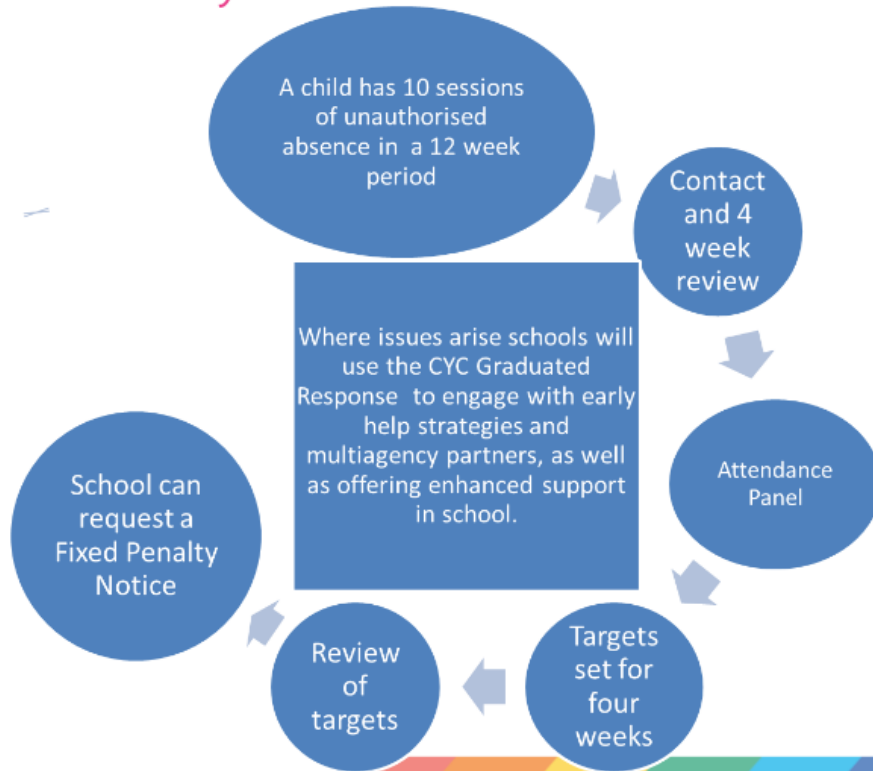 A child has 10 sessions
of unauthorised
absence in a 12 week
period
Contact
and 4
week
review
Attendance
Panel
Targets
set for
four
weeks
Review
of
targets
School can
request a
Fixed Penalty
Notice
Where issues arise schools will
use the CYC Graduated
Response to engage with early
help strategies and
multiagency partners, as well
as offering enhanced support
in school.